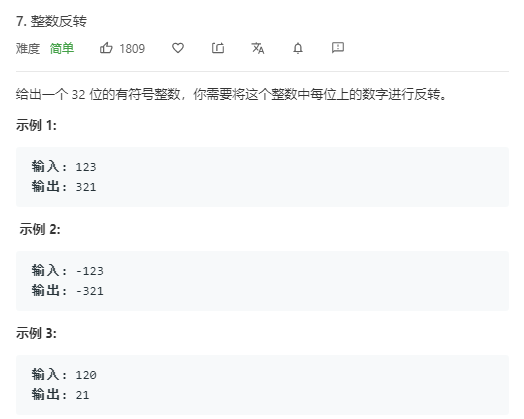 7. 整数反转
难度 简单 1809
给出一个 32 位的有符号整数，你需要将这个整数中每位上的数字进行反转。
示例 1:
输入: 123
输出: 321
示例 2:
输入: -123
输出: -321
示例 3:
输入: 120
输出: 21